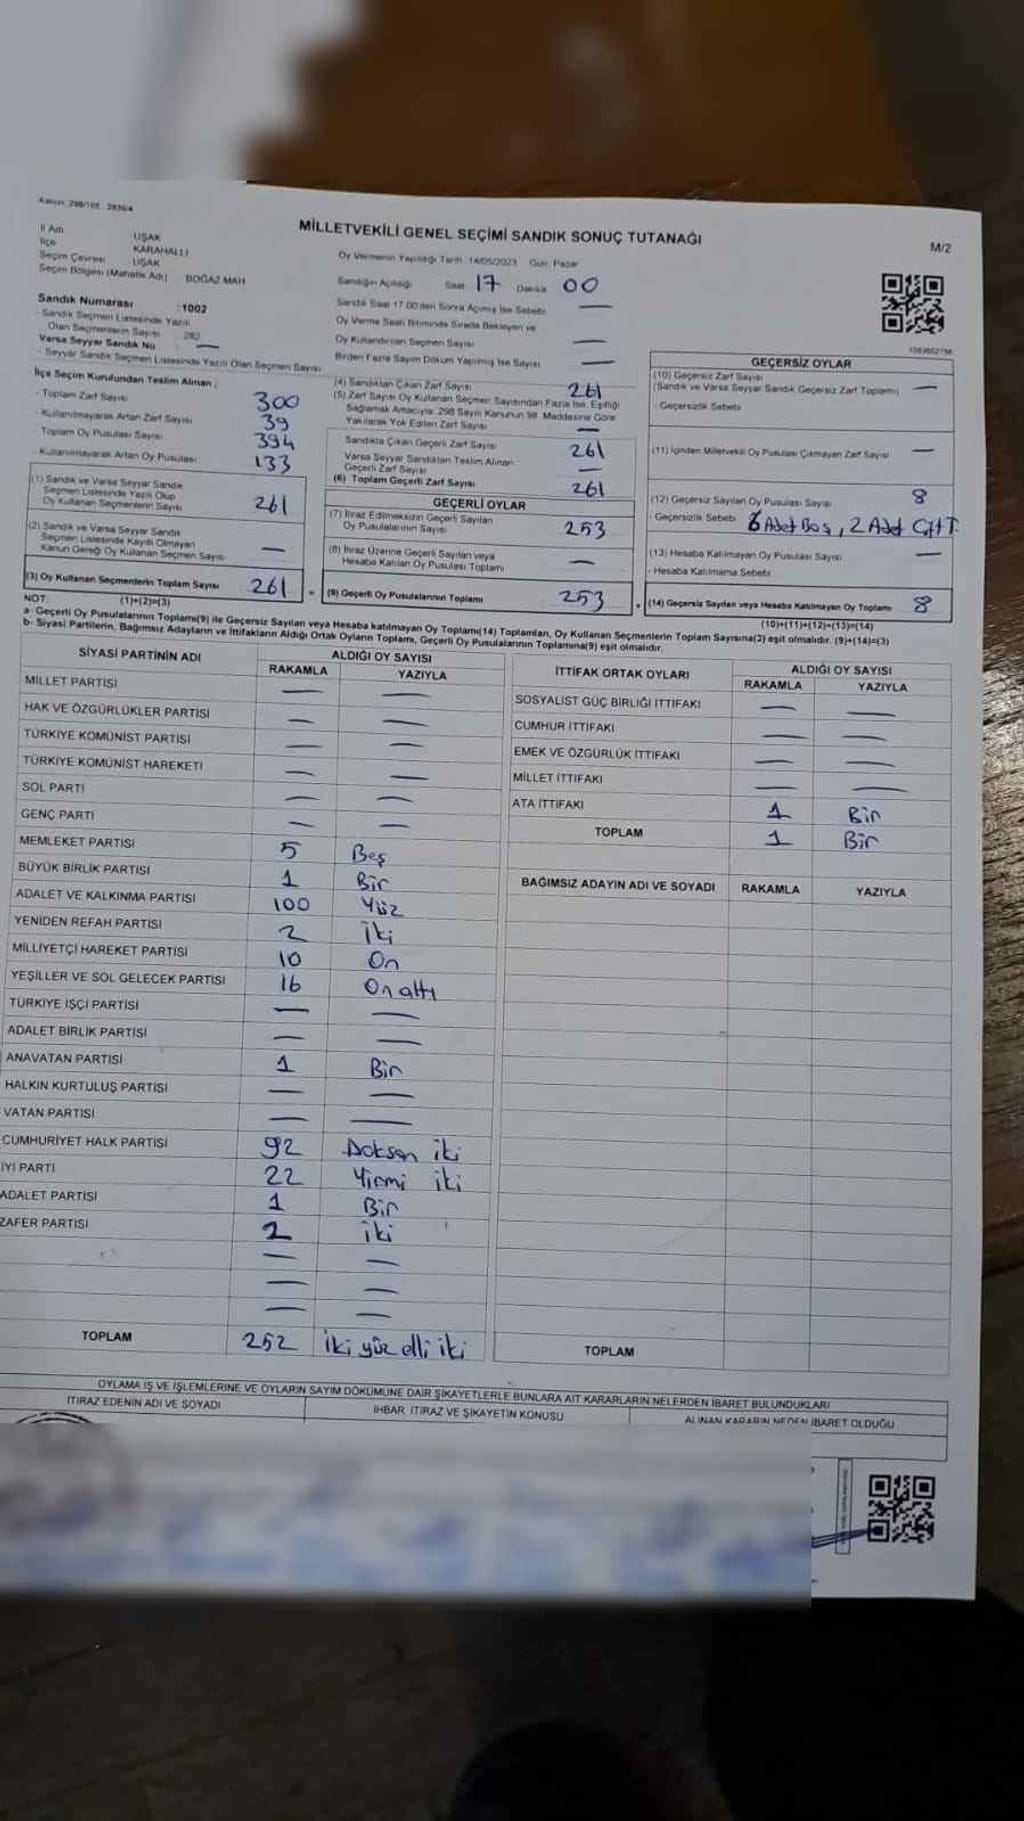 Kanun: 298/105 - 2839/4
MİLLETVEKİLİ GENEL SEÇİMİ SANDIK SONUÇ TUTANAĞI
M/2
İl Adı UŞAK
İlçe KARAHALLI
Seçim Çevresi UŞAK
Seçim Bölgesi (Mahalle Adı) BOĞAZ MAH
Oy Vermenin Yapıldığı Tarih 14/05/2023 Gün: Pazar
Sandığın Açıldığı Saat 17 Dakika 00
Sandık Saat 17.00'den Sonra Açılmış İse Sebebi —
Oy Verme Saati Bitiminde Sırada Bekleyen ve
Oy Kullandırılan Seçmen Sayısı —
Birden Fazla Sayım Döküm Yapılmış İse Sayısı —
Sandık Numarası : 1002
- Sandık Seçmen Listesinde Yazılı
Olan Seçmenlerin Sayısı 282
Varsa Seyyar Sandık No —
- Seyyar Sandık Seçmen Listesinde Yazılı Olan Seçmen Sayısı
İlçe Seçim Kurulundan Teslim Alınan ;
- Toplam Zarf Sayısı 300
- Kullanılmayarak Artan Zarf Sayısı 39
- Toplam Oy Pusulası Sayısı 394
- Kullanılmayarak Artan Oy Pusulası 133
(1) Sandık ve Varsa Seyyar Sandık
Seçmen Listesinde Yazılı Olup
Oy Kullanan Seçmenlerin Sayısı 261
(2) Sandık ve Varsa Seyyar Sandık
Seçmen Listesinde Kayıtlı Olmayan
Kanun Gereği Oy Kullanan Seçmen Sayısı —
(3) Oy Kullanan Seçmenlerin Toplam Sayısı 261
(1)+(2)=(3)
(4) Sandıktan Çıkan Zarf Sayısı 261
(5) Zarf Sayısı Oy Kullanan Seçmen Sayısından Fazla İse, Eşitliği
Sağlamak Amacıyla, 298 Sayılı Kanunun 98. Maddesine Göre
Yakılarak Yok Edilen Zarf Sayısı —
Sandıkta Çıkan Geçerli Zarf Sayısı 261
Varsa Seyyar Sandıktan Teslim Alınan
Geçerli Zarf Sayısı —
(6) Toplam Geçerli Zarf Sayısı 261
GEÇERLİ OYLAR
(7) İtiraz Edilmeksizin Geçerli Sayılan
Oy Pusulalarının Sayısı 253
(8) İtiraz Üzerine Geçerli Sayılan veya
Hesaba Katılan Oy Pusulası Toplamı —
= (9) Geçerli Oy Pusulalarının Toplamı 253
GEÇERSİZ OYLAR
(10) Geçersiz Zarf Sayısı
(Sandık ve Varsa Seyyar Sandık Geçersiz Zarf Toplamı) —
- Geçersizlik Sebebi
(11) İçinden Milletvekili Oy Pusulası Çıkmayan Zarf Sayısı —
(12) Geçersiz Sayılan Oy Pusulası Sayısı 8
- Geçersizlik Sebebi 6 Adet Boş, 2 Adet Çift T.
(13) Hesaba Katılmayan Oy Pusulası Sayısı —
- Hesaba Katılmama Sebebi
+ (14) Geçersiz Sayılan veya Hesaba Katılmayan Oy Toplamı 8
(10)+(11)+(12)+(13)=(14)
NOT:
a- Geçerli Oy Pusulalarının Toplamı(9) ile Geçersiz Sayılan veya Hesaba katılmayan Oy Toplamı(14) Toplamları, Oy Kullanan Seçmenlerin Toplam Sayısına(3) eşit olmalıdır. (9)+(14)=(3)
b- Siyasi Partilerin, Bağımsız Adayların ve İttifakların Aldığı Ortak Oyların Toplamı, Geçerli Oy Pusulalarının Toplamına(9) eşit olmalıdır.
SİYASİ PARTİNİN ADI ALDIĞI OY SAYISI
RAKAMLA YAZIYLA
MİLLET PARTİSİ — —
HAK VE ÖZGÜRLÜKLER PARTİSİ — —
TÜRKİYE KOMÜNİST PARTİSİ — —
TÜRKİYE KOMÜNİST HAREKETİ — —
SOL PARTİ — —
GENÇ PARTİ — —
MEMLEKET PARTİSİ 5 Beş
BÜYÜK BİRLİK PARTİSİ 1 Bir
ADALET VE KALKINMA PARTİSİ 100 Yüz
YENİDEN REFAH PARTİSİ 2 İki
MİLLİYETÇİ HAREKET PARTİSİ 10 On
YEŞİLLER VE SOL GELECEK PARTİSİ 16 On altı
TÜRKİYE İŞÇİ PARTİSİ — —
ADALET BİRLİK PARTİSİ — —
ANAVATAN PARTİSİ 1 Bir
HALKIN KURTULUŞ PARTİSİ — —
VATAN PARTİSİ — —
CUMHURİYET HALK PARTİSİ 92 Doksan iki
İYİ PARTİ 22 Yirmi iki
ADALET PARTİSİ 1 Bir
ZAFER PARTİSİ 2 iki
— —
— —
— —
TOPLAM 252 iki yüz elli iki
İTTİFAK ORTAK OYLARI ALDIĞI OY SAYISI
RAKAMLA YAZIYLA
SOSYALİST GÜÇ BİRLİĞİ İTTİFAKI — —
CUMHUR İTTİFAKI — —
EMEK VE ÖZGÜRLÜK İTTİFAKI — —
MİLLET İTTİFAKI — —
ATA İTTİFAKI 1 Bir
TOPLAM 1 Bir
BAĞIMSIZ ADAYIN ADI VE SOYADI RAKAMLA YAZIYLA
TOPLAM
OYLAMA İŞ VE İŞLEMLERİNE VE OYLARIN SAYIM DÖKÜMÜNE DAİR ŞİKAYETLERLE BUNLARA AİT KARARLARIN NELERDEN İBARET BULUNDUKLARI
İTİRAZ EDENİN ADI VE SOYADI İHBAR, İTİRAZ VE ŞİKAYETİN KONUSU ALINAN KARARIN NEDEN İBARET OLDUĞU